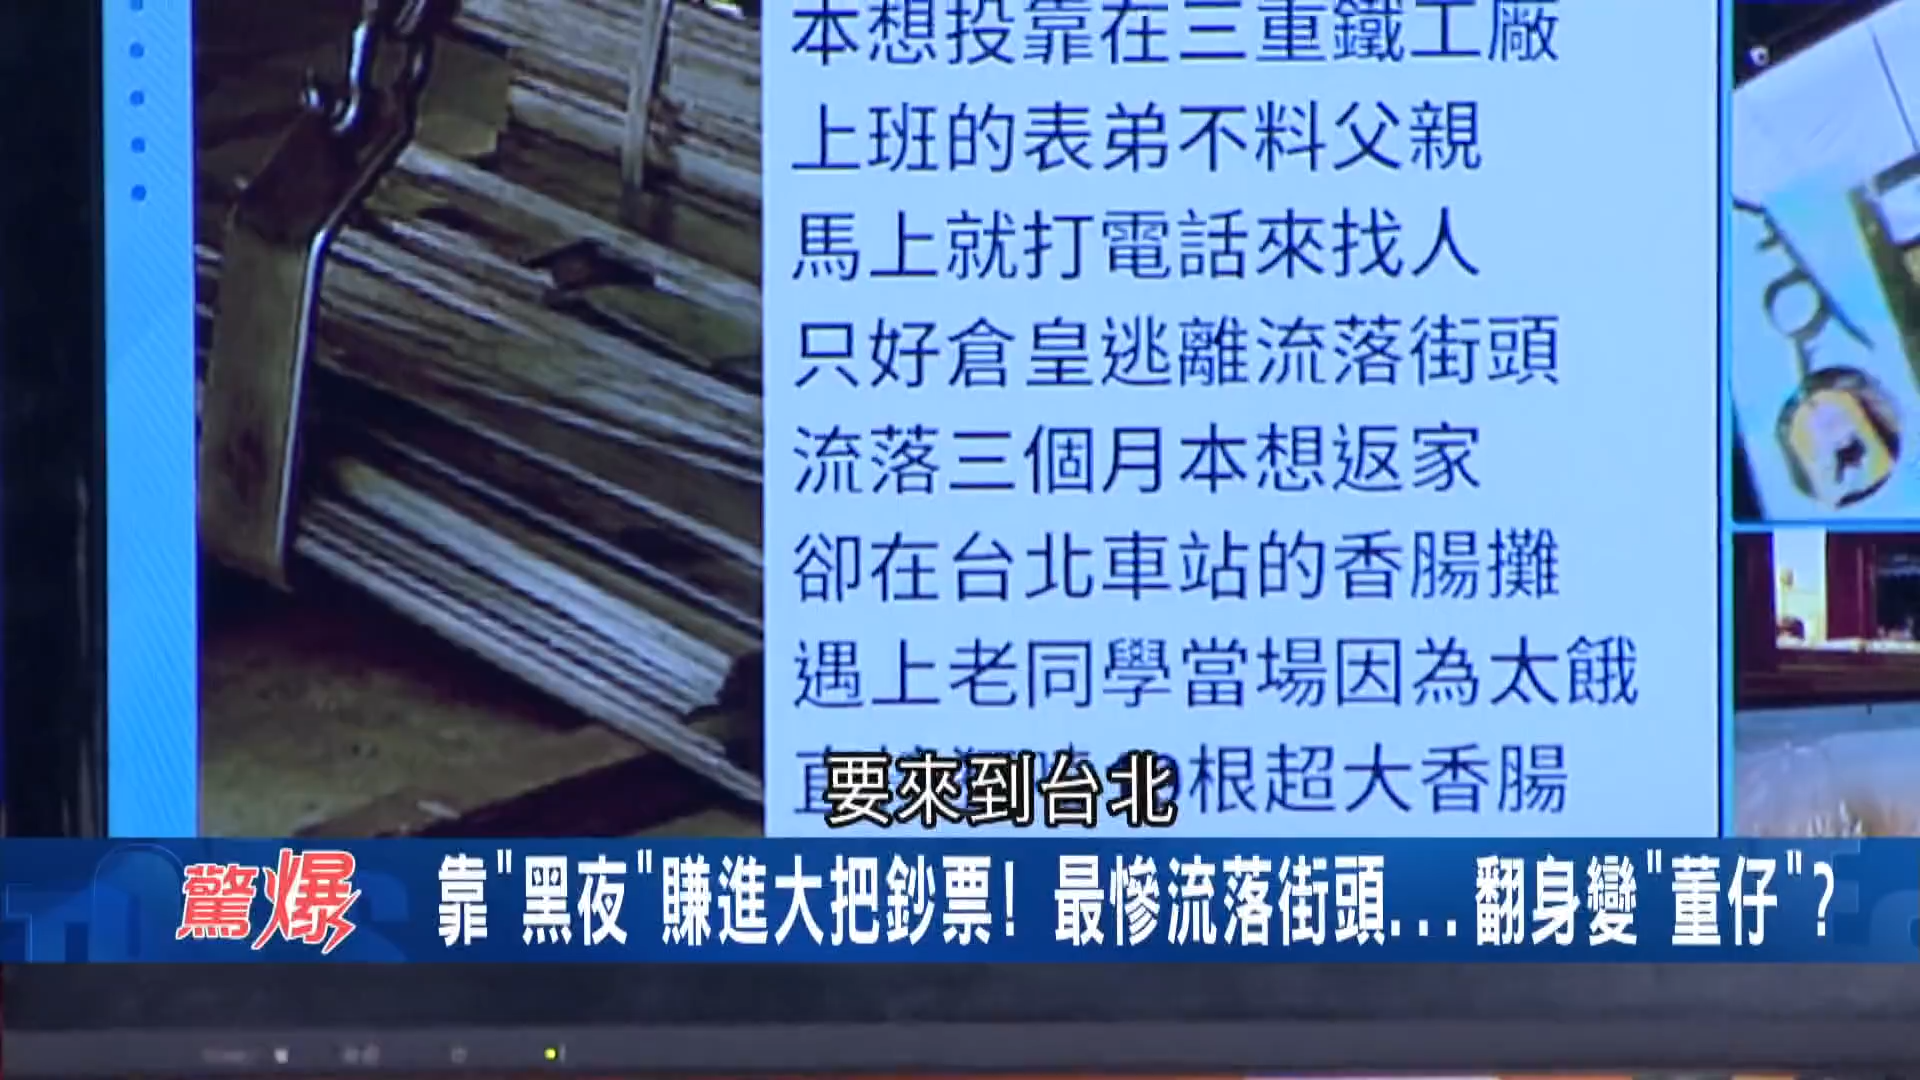 本想投靠在三重鐵工廠
上班的表弟不料父親
馬上就打電話來找人
只好倉皇逃離流落街頭
流落三個月本想返家
卻在台北車站的香腸攤
遇上老同學當場因為太餓
根超大香腸
要來到台北
驚爆
靠"黑夜"賺進大把鈔票! 最慘流落街頭...翻身變"董仔"?